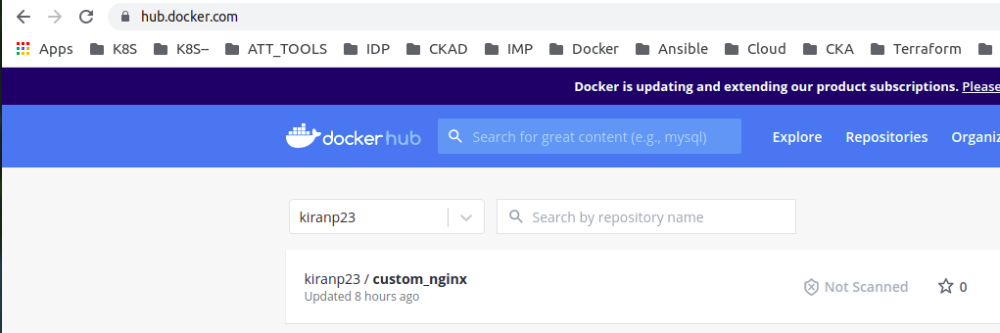 hub.docker.com
Apps K8S K8S-- ATT_TOOLS IDP CKAD IMP Docker Ansible Cloud CKA Terraform
Docker is updating and extending our product subscriptions. Please
docker hub Search for great content (e.g., mysql) Explore Repositories Organiz
kiranp23 Search by repository name
kiranp23 / custom_nginx
Updated 8 hours ago
Not Scanned 0